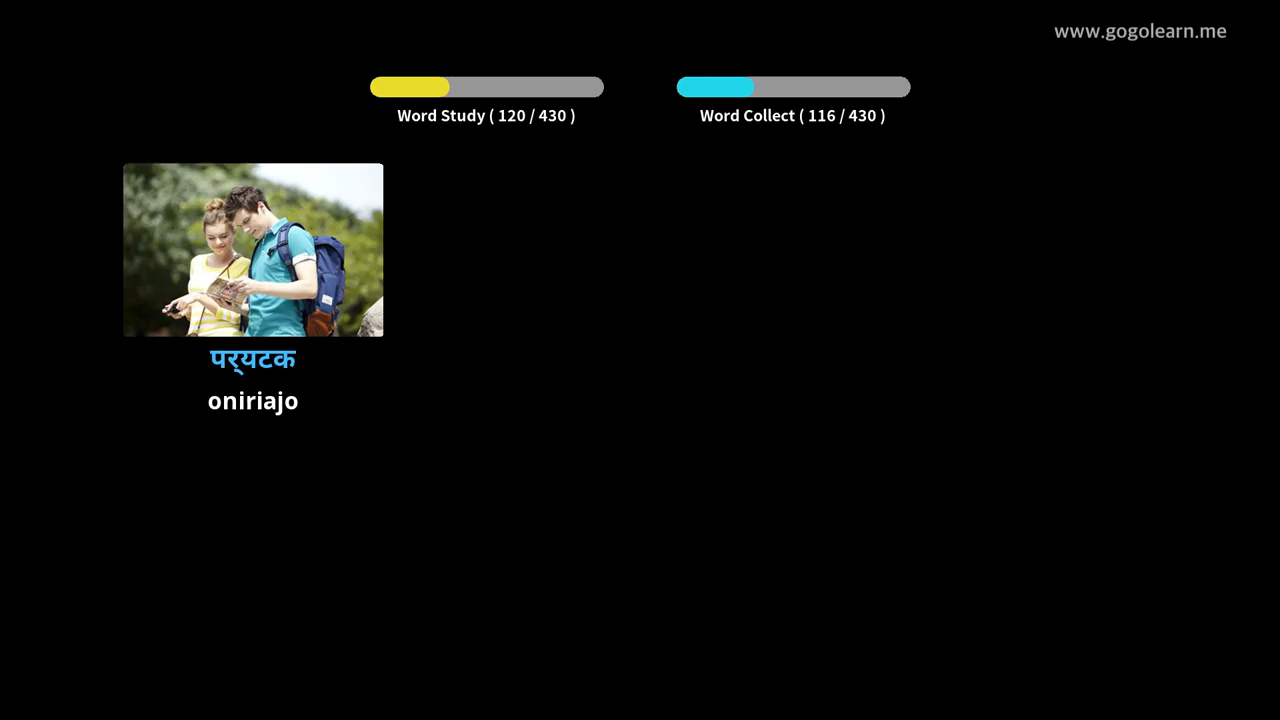 www.gogolearn.me
Word Study ( 120 / 430 )
Word Collect ( 116 / 430 )
पर्‌यटक
oniriajo